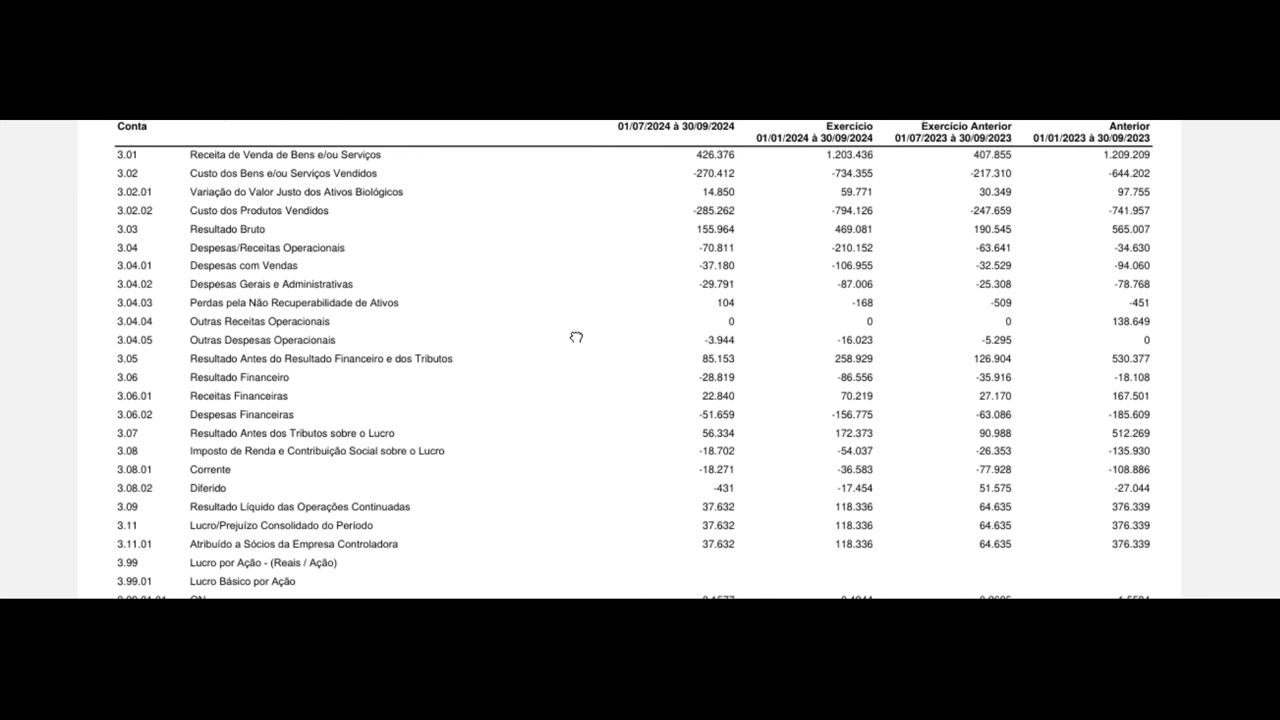 Conta 01/07/2024 à 30/09/2024 Exercício Exercício Anterior Anterior
01/01/2024 à 30/09/2024 01/07/2023 à 30/09/2023 01/01/2023 à 30/09/2023
3.01 Receita de Venda de Bens e/ou Serviços 426.376 1.203.436 407.855 1.209.209
3.02 Custo dos Bens e/ou Serviços Vendidos -270.412 -734.355 -217.310 -644.202
3.02.01 Variação do Valor Justo dos Ativos Biológicos 14.850 59.771 30.349 97.755
3.02.02 Custo dos Produtos Vendidos -285.262 -794.126 -247.659 -741.957
3.03 Resultado Bruto 155.964 469.081 190.545 565.007
3.04 Despesas/Receitas Operacionais -70.811 -210.152 -63.641 -34.630
3.04.01 Despesas com Vendas -37.180 -106.955 -32.529 -94.060
3.04.02 Despesas Gerais e Administrativas -29.791 -87.006 -25.308 -78.768
3.04.03 Perdas pela Não Recuperabilidade de Ativos 104 -168 -509 -451
3.04.04 Outras Receitas Operacionais 0 0 0 138.649
3.04.05 Outras Despesas Operacionais -3.944 -16.023 -5.295 0
3.05 Resultado Antes do Resultado Financeiro e dos Tributos 85.153 258.929 126.904 530.377
3.06 Resultado Financeiro -28.819 -86.556 -35.916 -18.108
3.06.01 Receitas Financeiras 22.840 70.219 27.170 167.501
3.06.02 Despesas Financeiras -51.659 -156.775 -63.086 -185.609
3.07 Resultado Antes dos Tributos sobre o Lucro 56.334 172.373 90.988 512.269
3.08 Imposto de Renda e Contribuição Social sobre o Lucro -18.702 -54.037 -26.353 -135.930
3.08.01 Corrente -18.271 -36.583 -77.928 -108.886
3.08.02 Diferido -431 -17.454 51.575 -27.044
3.09 Resultado Líquido das Operações Continuadas 37.632 118.336 64.635 376.339
3.11 Lucro/Prejuízo Consolidado do Período 37.632 118.336 64.635 376.339
3.11.01 Atribuído a Sócios da Empresa Controladora 37.632 118.336 64.635 376.339
3.99 Lucro por Ação - (Reais / Ação)
3.99.01 Lucro Básico por Ação